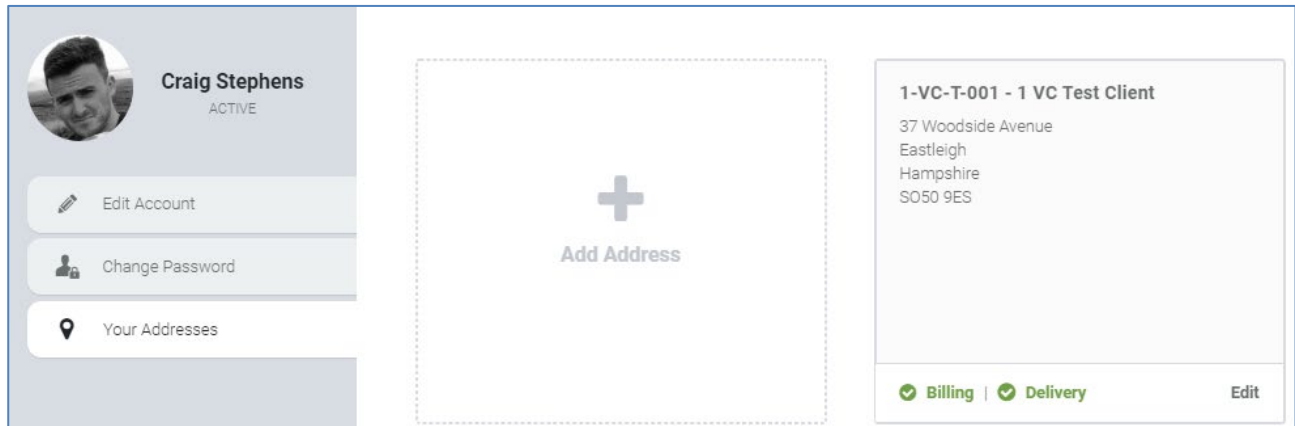 Craig Stephens
ACTIVE
Edit Account
Change Password
Your Addresses
Add Address
1-VC-T-001 - 1 VC Test Client
37 Woodside Avenue
Eastleigh
Hampshire
SO50 9ES
Billing | Delivery Edit